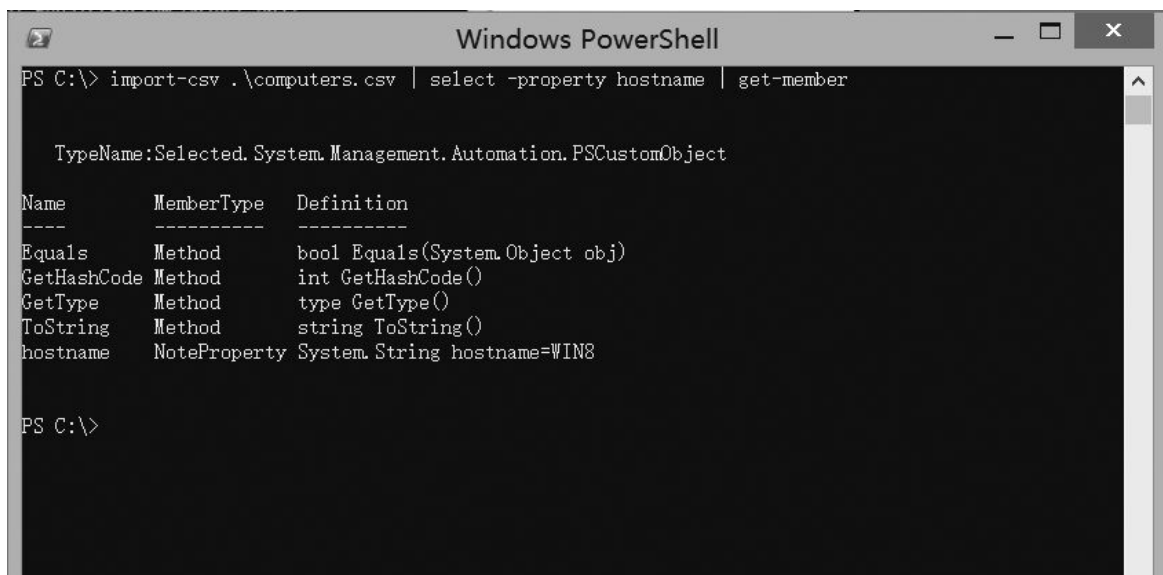 Windows PowerShell
PS C:\> import-csv .\computers.csv | select -property hostname | get-member
TypeName:Selected.System.Management.Automation.PSCustomObject
Name MemberType Definition
---- ---------- ----------
Equals Method bool Equals(System.Object obj)
GetHashCode Method int GetHashCode()
GetType Method type GetType()
ToString Method string ToString()
hostname NoteProperty System.String hostname=WIN8
PS C:\>